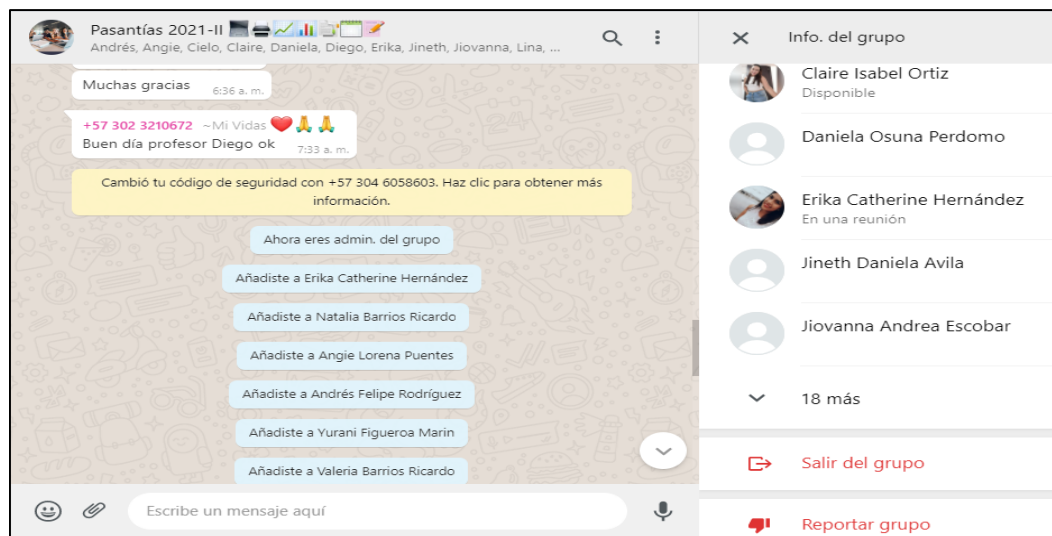 Pasantías 2021-II
Andrés, Angie, Cielo, Claire, Daniela, Diego, Erika, Jineth, Jiovanna, Lina, ...
Muchas gracias 6:36 a. m.
+57 302 3210672 ~Mi Vidas ❤️🙏🙏
Buen día profesor Diego ok 7:33 a. m.
Cambió tu código de seguridad con +57 304 6058603. Haz clic para obtener más
información.
Ahora eres admin. del grupo
Añadiste a Erika Catherine Hernández
Añadiste a Natalia Barrios Ricardo
Añadiste a Angie Lorena Puentes
Añadiste a Andrés Felipe Rodríguez
Añadiste a Yurani Figueroa Marin
Añadiste a Valeria Barrios Ricardo
Escribe un mensaje aquí
Info. del grupo
Claire Isabel Ortiz
Disponible
Daniela Osuna Perdomo
Erika Catherine Hernández
En una reunión
Jineth Daniela Avila
Jiovanna Andrea Escobar
18 más
Salir del grupo
Reportar grupo